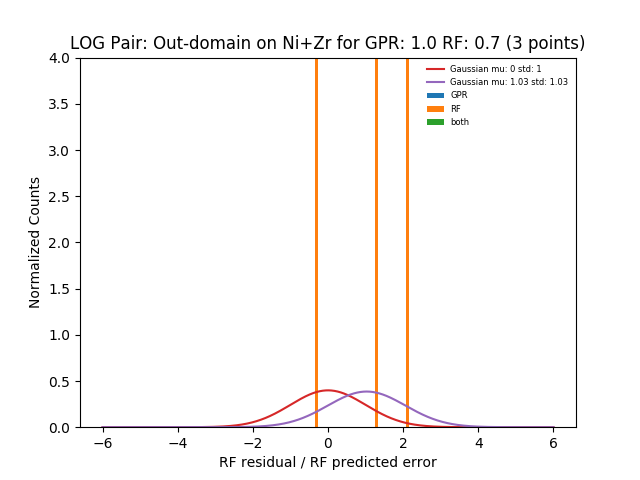 LOG Pair: Out-domain on Ni+Zr for GPR: 1.0 RF: 0.7 (3 points)
4.0
3.5
3.0
2.5
2.0
1.5
1.0
0.5
0.0
Normalized Counts
Gaussian mu: 0 std: 1
Gaussian mu: 1.03 std: 1.03
GPR
RF
both
−6 −4 −2 0 2 4 6
RF residual / RF predicted error